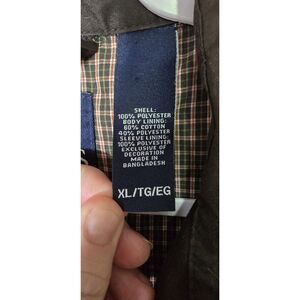 SHELL:
100% POLYESTER
BODY LINING:
60% COTTON
40% POLYESTER
SLEEVE LINING:
100% POLYESTER
EXCLUSIVE OF
DECORATION
MADE IN
BANGLADESH
XL/TG/EG